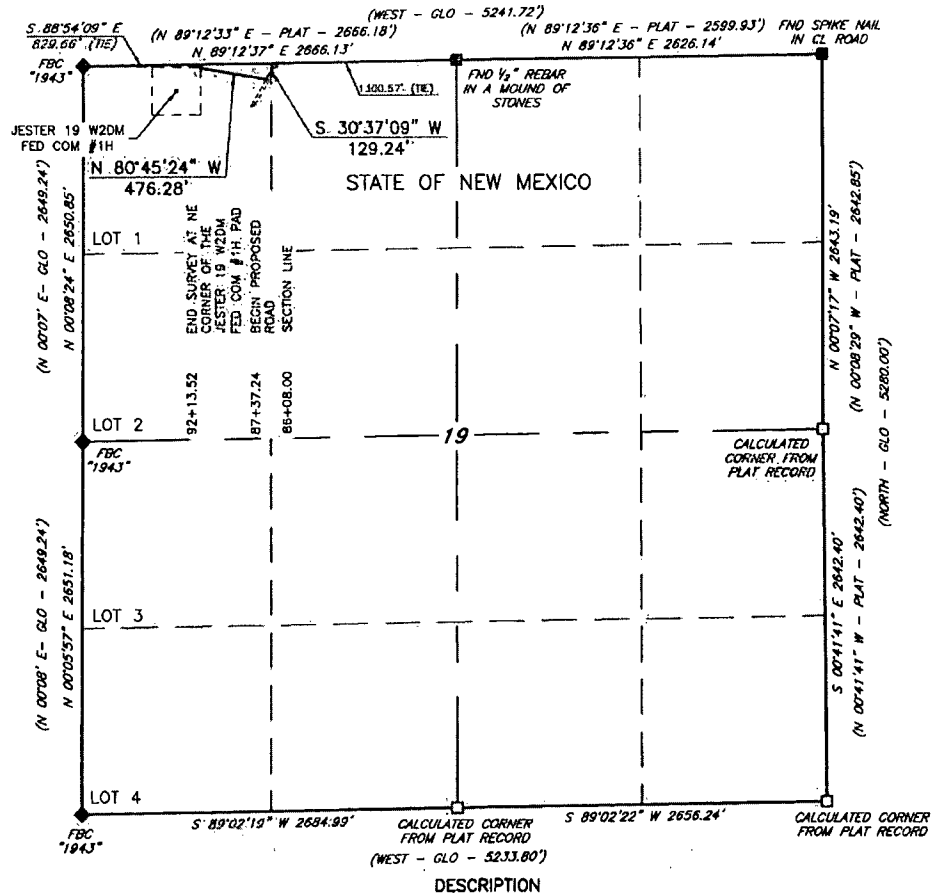 (WEST - GLO - 5241.72')
S 88°54'09" E
829.66' (TIE)
(N 89°12'33" E - PLAT - 2666.18')
N 89°12'37" E 2666.13'
(N 89°12'36" E - PLAT - 2599.93')
N 89°12'36" E 2626.14'
FND SPIKE NAIL
IN CL ROAD
FBC
"1943"
1300.57' (TIE)
FND ½" REBAR
IN A MOUND OF
STONES
JESTER 19 W2DM
FED COM #1H
S 30°37'09" W
129.24'
N 80°45'24" W
476.28'
STATE OF NEW MEXICO
(N 00°07' E- GLO - 2649.24')
N 00°08'24" E 2650.85'
LOT 1
92+13.52
END SURVEY AT NE
CORNER OF THE
JESTER 19 W2DM
FED COM #1H PAD
87+37.24
BEGIN PROPOSED
ROAD
86+08.00
SECTION LINE
N 00°07'17" W 2643.19'
(N 00°08'29" W - PLAT - 2642.85')
(NORTH - GLO - 5280.00')
LOT 2
FBC
"1943"
19
CALCULATED
CORNER FROM
PLAT RECORD
(N 00°08' E- GLO - 2649.24')
N 00°05'57" E 2651.18'
LOT 3
S 00°41'41" E 2642.40'
(N 00°41'41" W - PLAT - 2642.40')
LOT 4
FBC
"1943"
S 89°02'19" W 2684.99'
CALCULATED CORNER
FROM PLAT RECORD
S 89°02'22" W 2656.24'
CALCULATED CORNER
FROM PLAT RECORD
(WEST - GLO - 5233.80')
DESCRIPTION